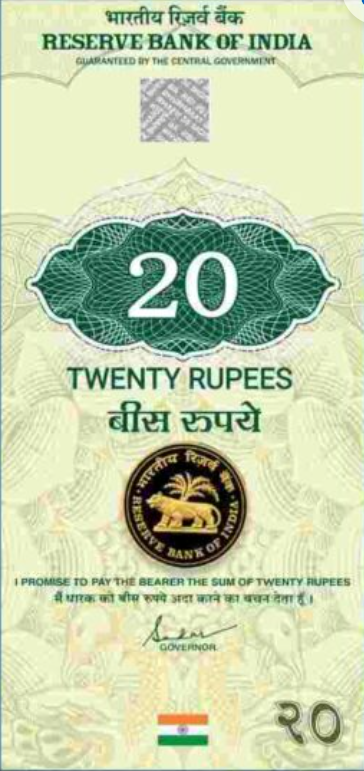 भारतीय रिज़र्व बैंक
RESERVE BANK OF INDIA
GUARANTEED BY THE CENTRAL GOVERNMENT
20
TWENTY RUPEES
बीस रुपये
भारतीय रिज़र्व बैंक
RESERVE BANK OF INDIA
I PROMISE TO PAY THE BEARER THE SUM OF TWENTY RUPEES
मैं धारक को बीस रुपये अदा करने का वचन देता हूँ।
GOVERNOR
२०